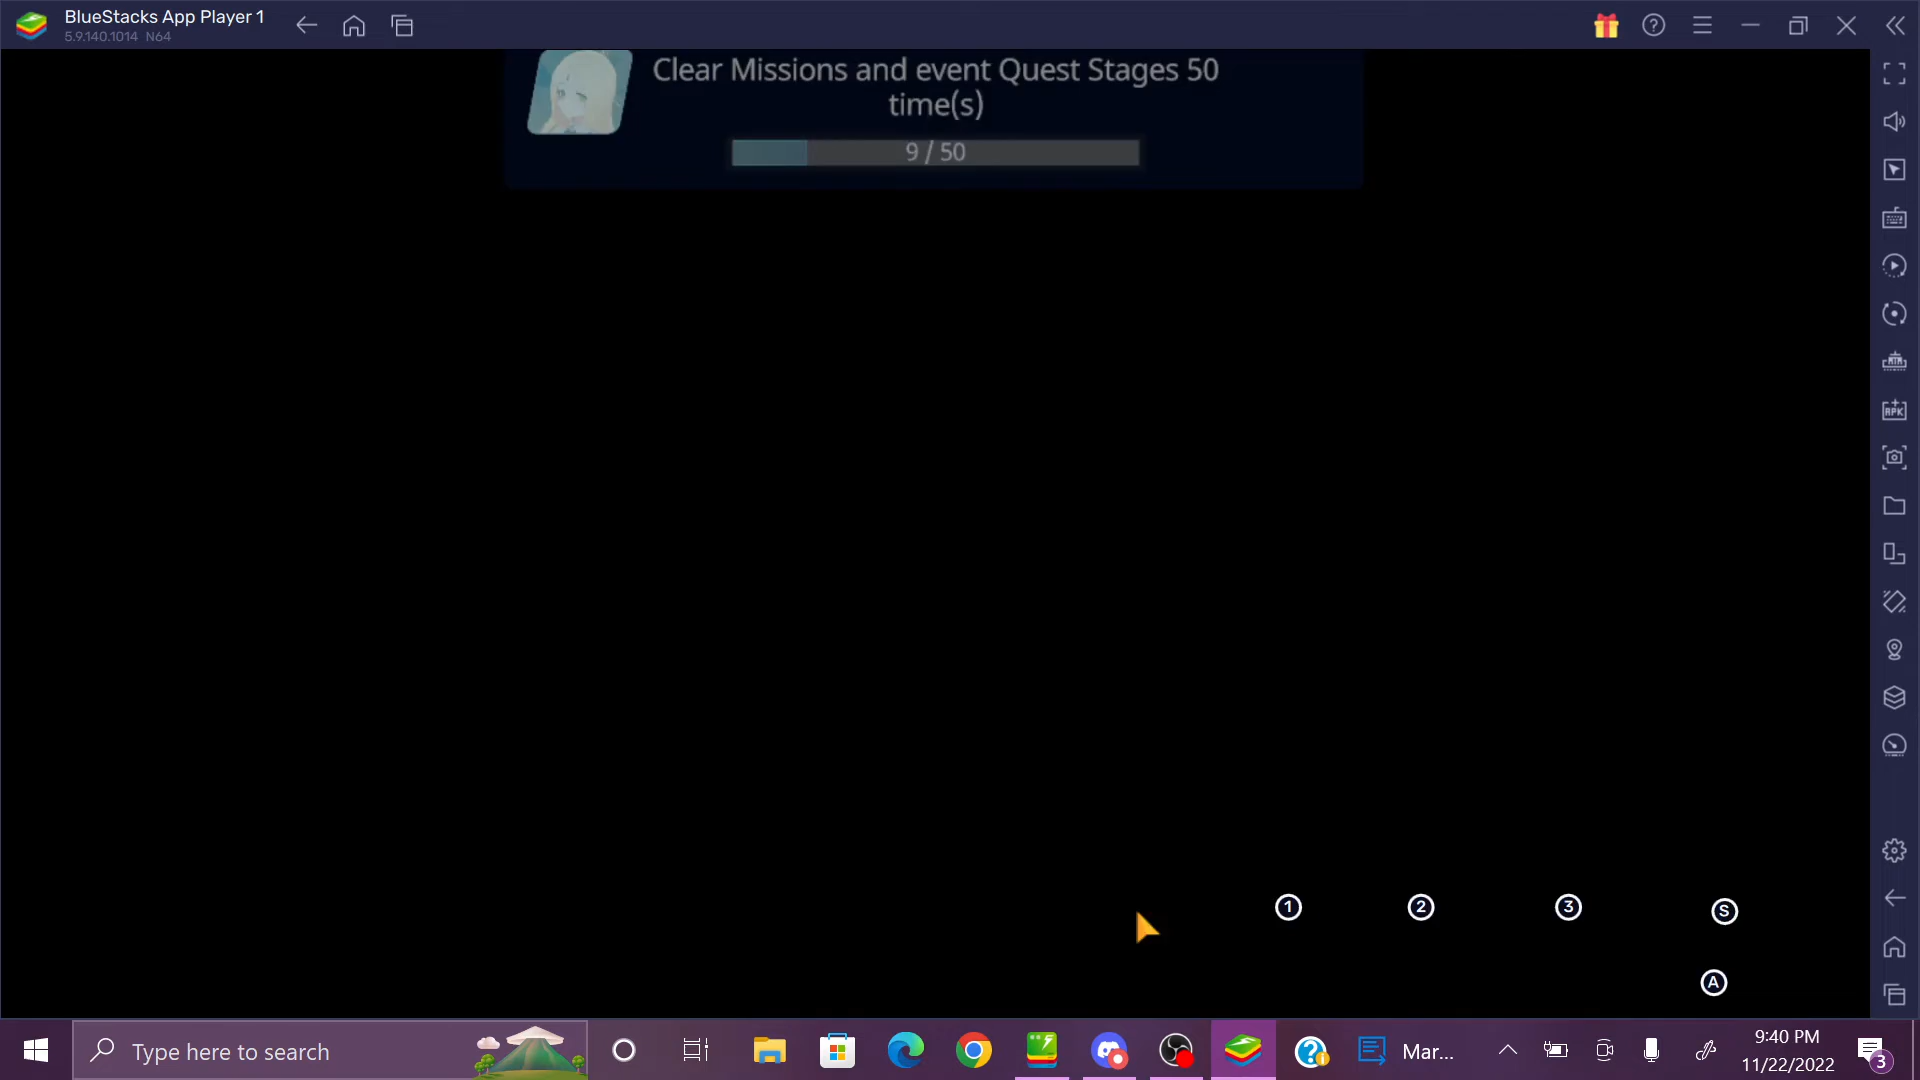 BlueStacks App Player 1
5.9.140.1014 N64
Clear Missions and event Quest Stages 50
time(s)
9 / 50
1 2 3 S
A
APK
Type here to search
Mar...
9:40 PM
11/22/2022
3